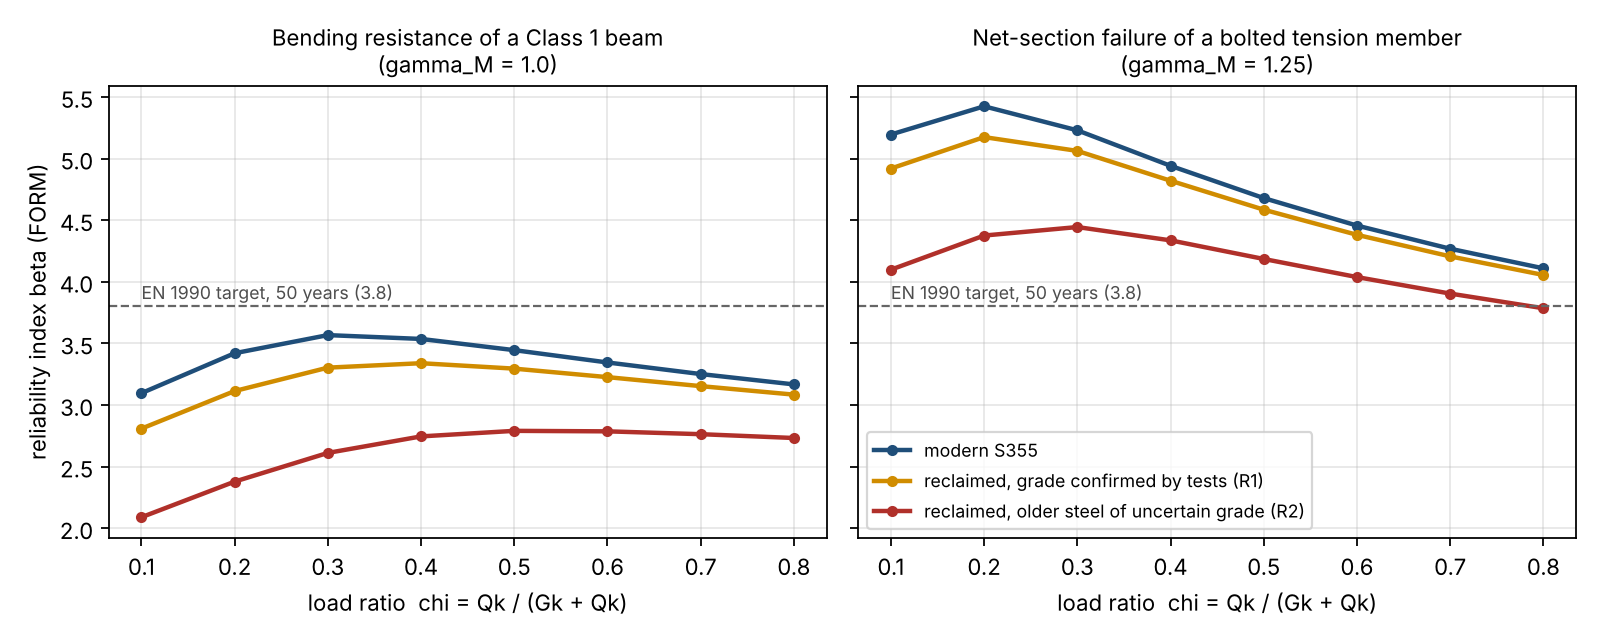 Bending resistance of a Class 1 beam
(gamma_M = 1.0)
reliability index beta (FORM)
5.5
5.0
4.5
4.0
3.5
3.0
2.5
2.0
EN 1990 target, 50 years (3.8)
0.1 0.2 0.3 0.4 0.5 0.6 0.7 0.8
load ratio chi = Qk / (Gk + Qk)
Net-section failure of a bolted tension member
(gamma_M = 1.25)
EN 1990 target, 50 years (3.8)
modern S355
reclaimed, grade confirmed by tests (R1)
reclaimed, older steel of uncertain grade (R2)
0.1 0.2 0.3 0.4 0.5 0.6 0.7 0.8
load ratio chi = Qk / (Gk + Qk)